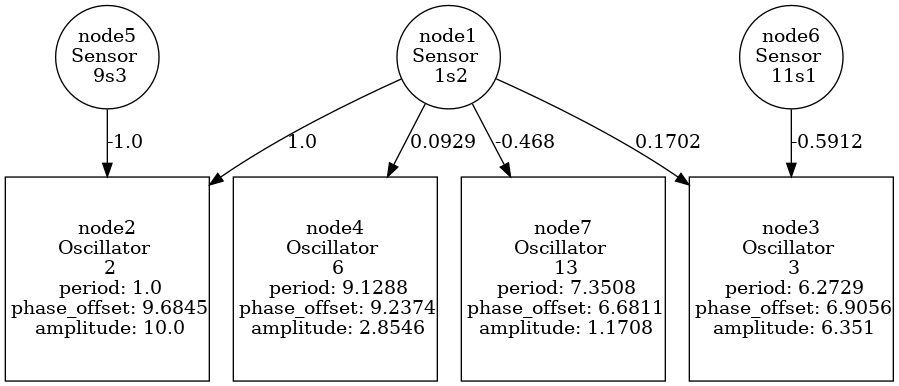 node5
Sensor
9s3
node1
Sensor
1s2
node6
Sensor
11s1
-1.0
1.0
0.0929
-0.468
0.1702
-0.5912
node2
Oscillator
2
period: 1.0
phase_offset: 9.6845
amplitude: 10.0
node4
Oscillator
6
period: 9.1288
phase_offset: 9.2374
amplitude: 2.8546
node7
Oscillator
13
period: 7.3508
phase_offset: 6.6811
amplitude: 1.1708
node3
Oscillator
3
period: 6.2729
phase_offset: 6.9056
amplitude: 6.351